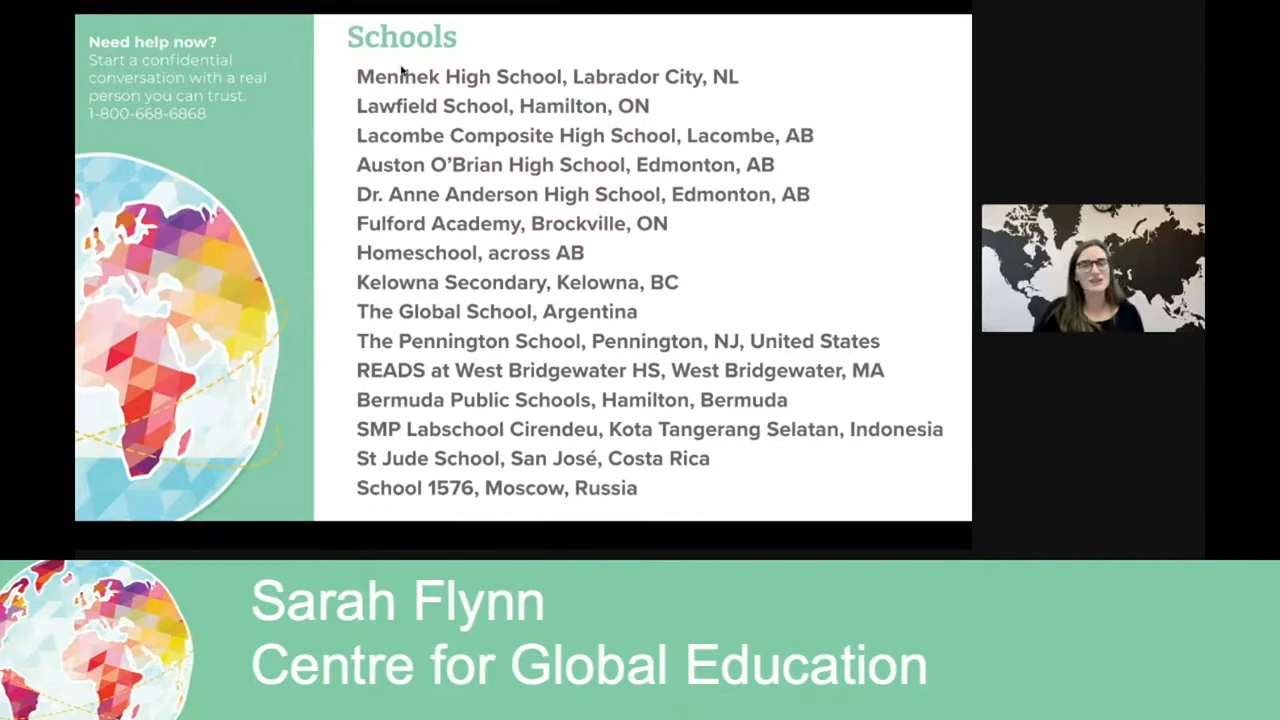 Need help now?
Start a confidential
conversation with a real
person you can trust.
1-800-668-6868
Schools
Menihek High School, Labrador City, NL
Lawfield School, Hamilton, ON
Lacombe Composite High School, Lacombe, AB
Auston O'Brian High School, Edmonton, AB
Dr. Anne Anderson High School, Edmonton, AB
Fulford Academy, Brockville, ON
Homeschool, across AB
Kelowna Secondary, Kelowna, BC
The Global School, Argentina
The Pennington School, Pennington, NJ, United States
READS at West Bridgewater HS, West Bridgewater, MA
Bermuda Public Schools, Hamilton, Bermuda
SMP Labschool Cirendeu, Kota Tangerang Selatan, Indonesia
St Jude School, San José, Costa Rica
School 1576, Moscow, Russia
Sarah Flynn
Centre for Global Education